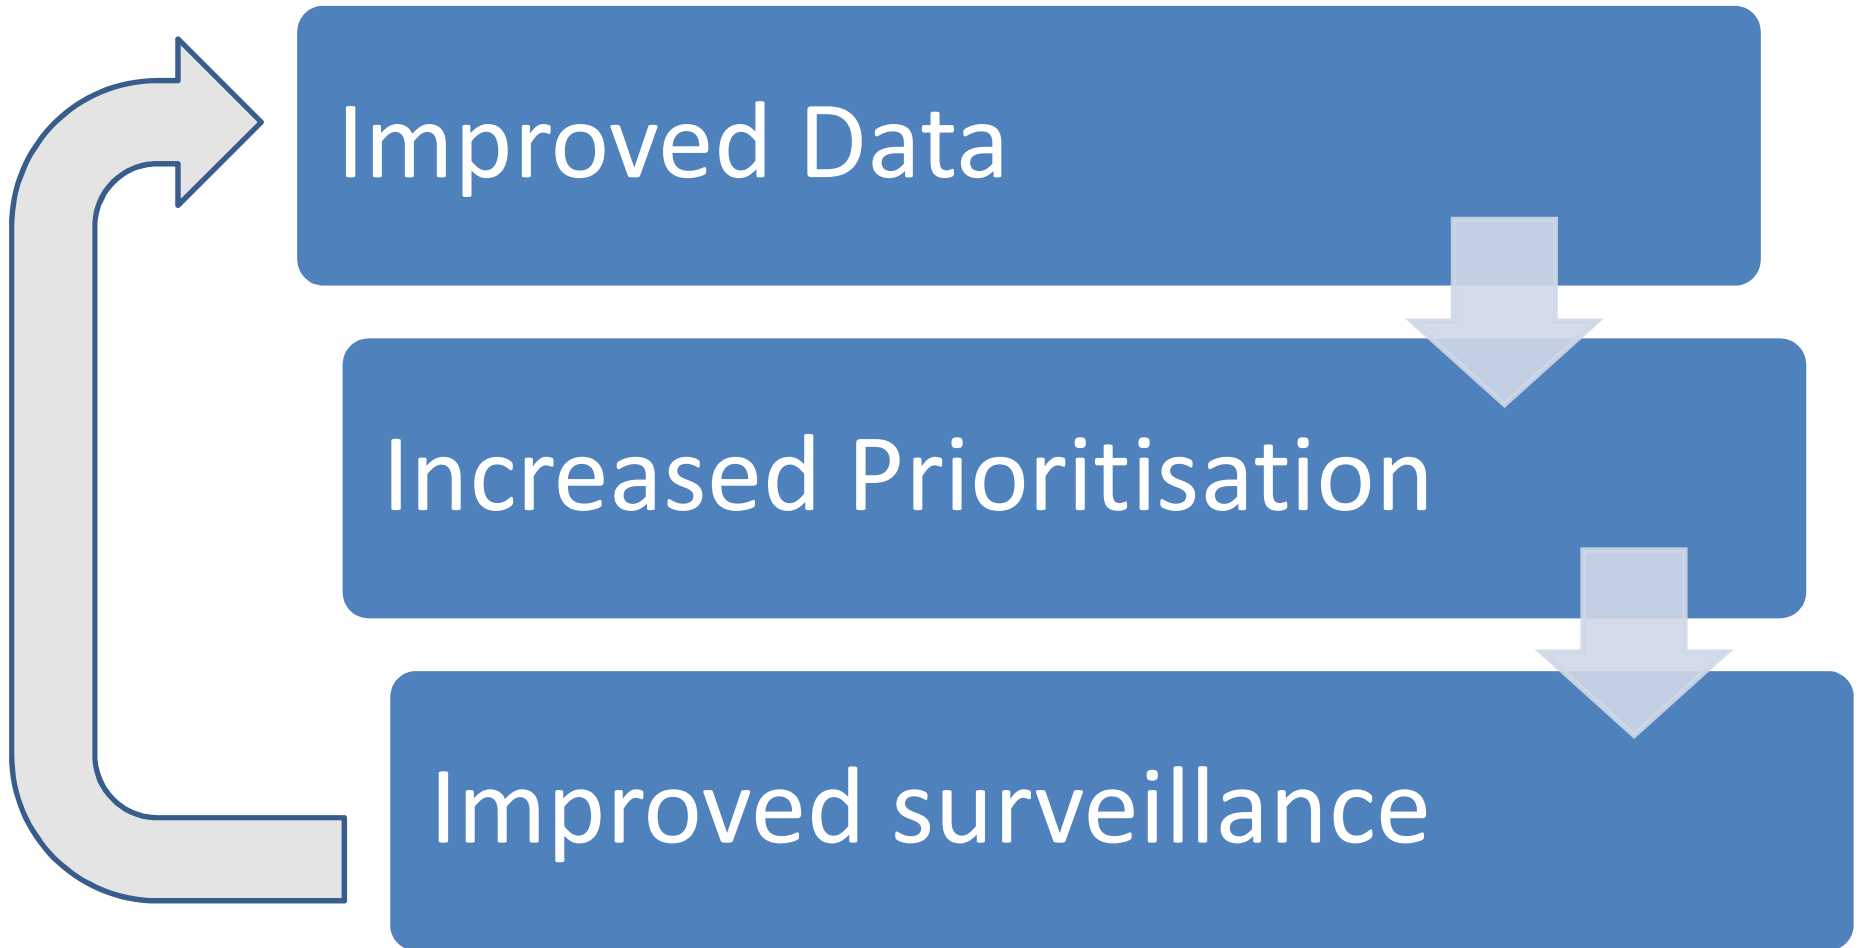 Improved Data
Increased Prioritisation
Improved surveillance